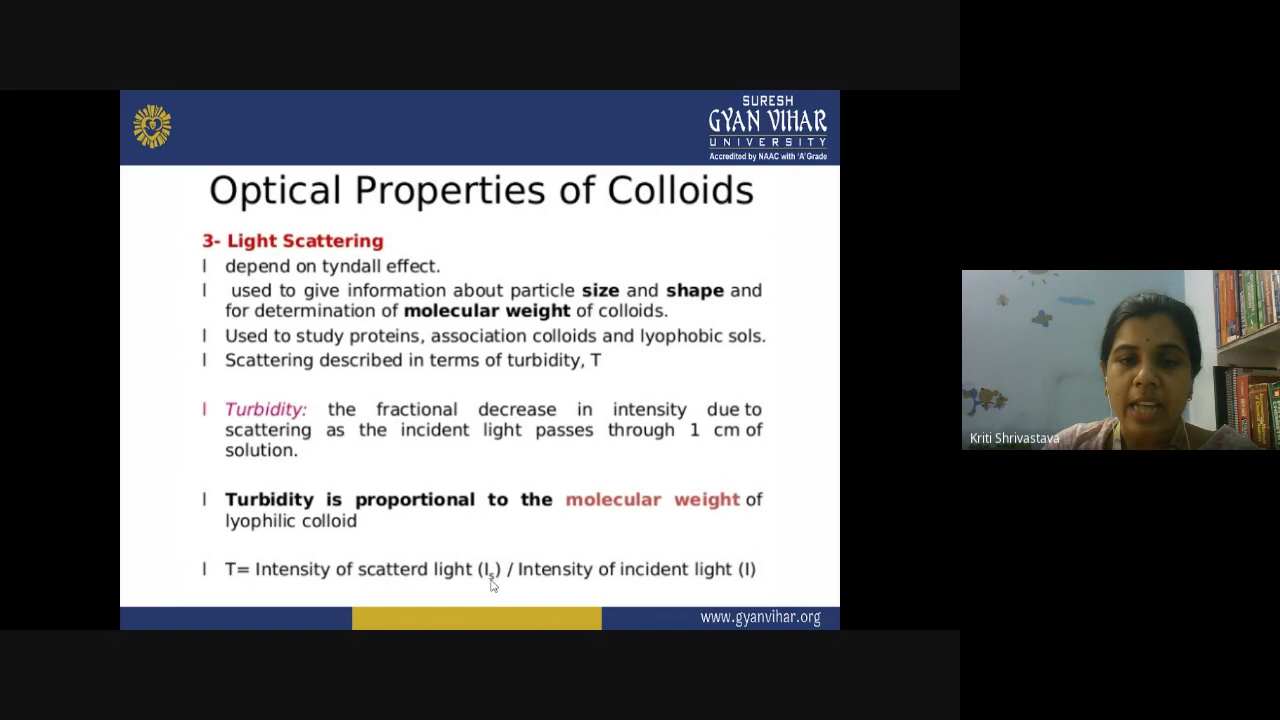 SURESH
GYAN VIHAR
UNIVERSITY
Accredited by NAAC with 'A' Grade
Optical Properties of Colloids
3- Light Scattering
l depend on tyndall effect.
l used to give information about particle size and shape and
for determination of molecular weight of colloids.
l Used to study proteins, association colloids and lyophobic sols.
l Scattering described in terms of turbidity, T
l Turbidity: the fractional decrease in intensity due to
scattering as the incident light passes through 1 cm of
solution.
l Turbidity is proportional to the molecular weight of
lyophilic colloid
l T= Intensity of scatterd light (Is) / Intensity of incident light (I)
www.gyanvihar.org
Kriti Shrivastava